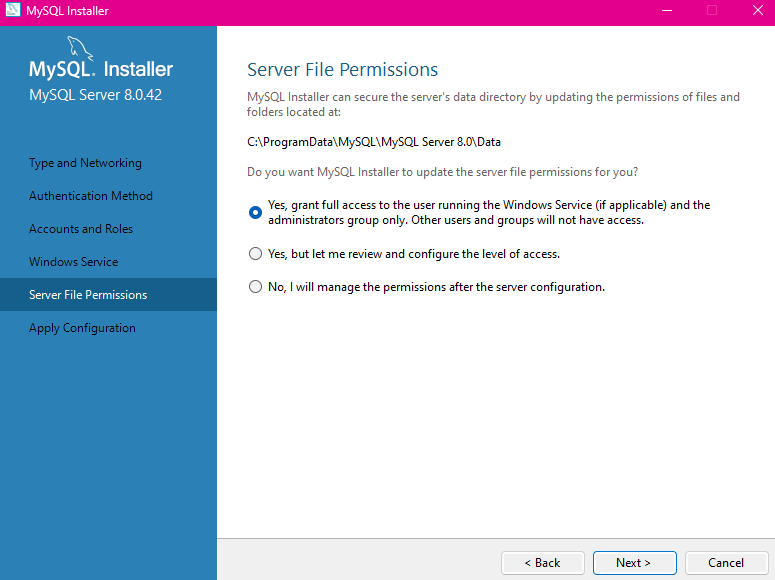 MySQL Installer
MySQL. Installer
MySQL Server 8.0.42
Type and Networking
Authentication Method
Accounts and Roles
Windows Service
Server File Permissions
Apply Configuration
Server File Permissions
MySQL Installer can secure the server's data directory by updating the permissions of files and
folders located at:
C:\ProgramData\MySQL\MySQL Server 8.0\Data
Do you want MySQL Installer to update the server file permissions for you?
Yes, grant full access to the user running the Windows Service (if applicable) and the
administrators group only. Other users and groups will not have access.
Yes, but let me review and configure the level of access.
No, I will manage the permissions after the server configuration.
< Back
Next >
Cancel